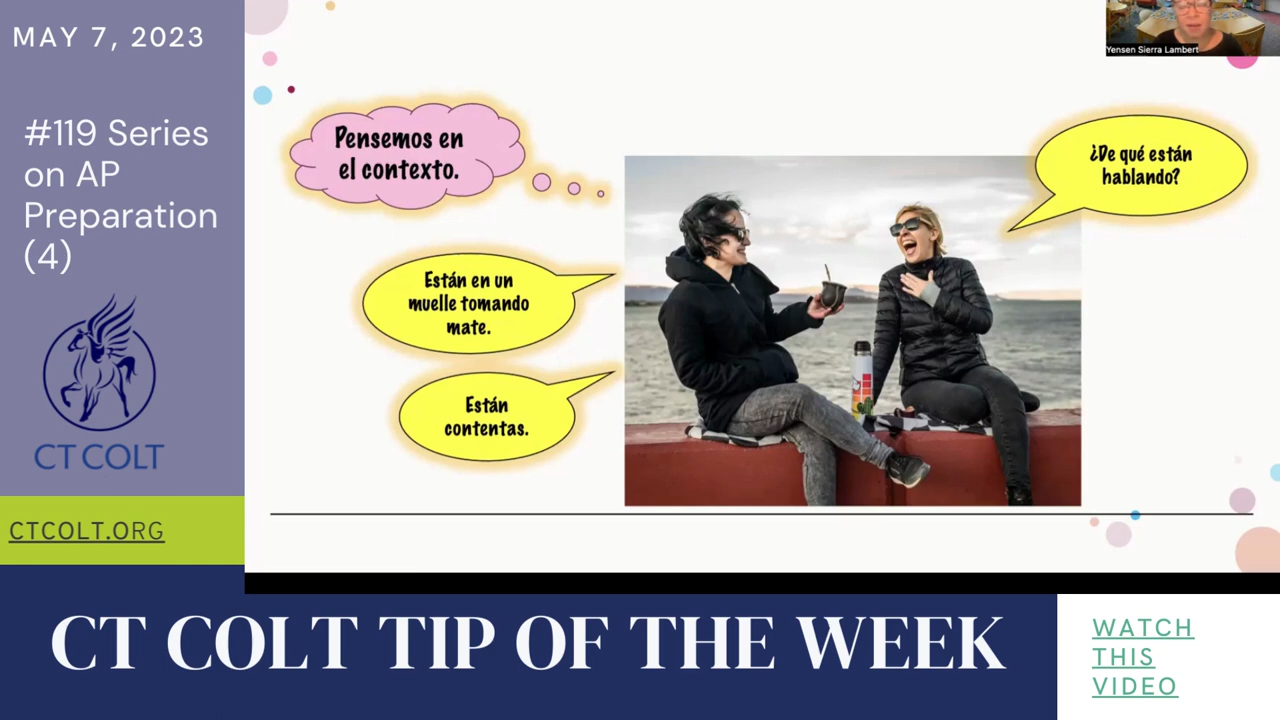 MAY 7, 2023
#119 Series
on AP
Preparation
(4)
CT COLT
CTCOLT.ORG
Pensemos en
el contexto.
Están en un
muelle tomando
mate.
Están
contentas.
¿De qué están
hablando?
Yensen Sierra Lambert
CT COLT TIP OF THE WEEK
WATCH
THIS
VIDEO